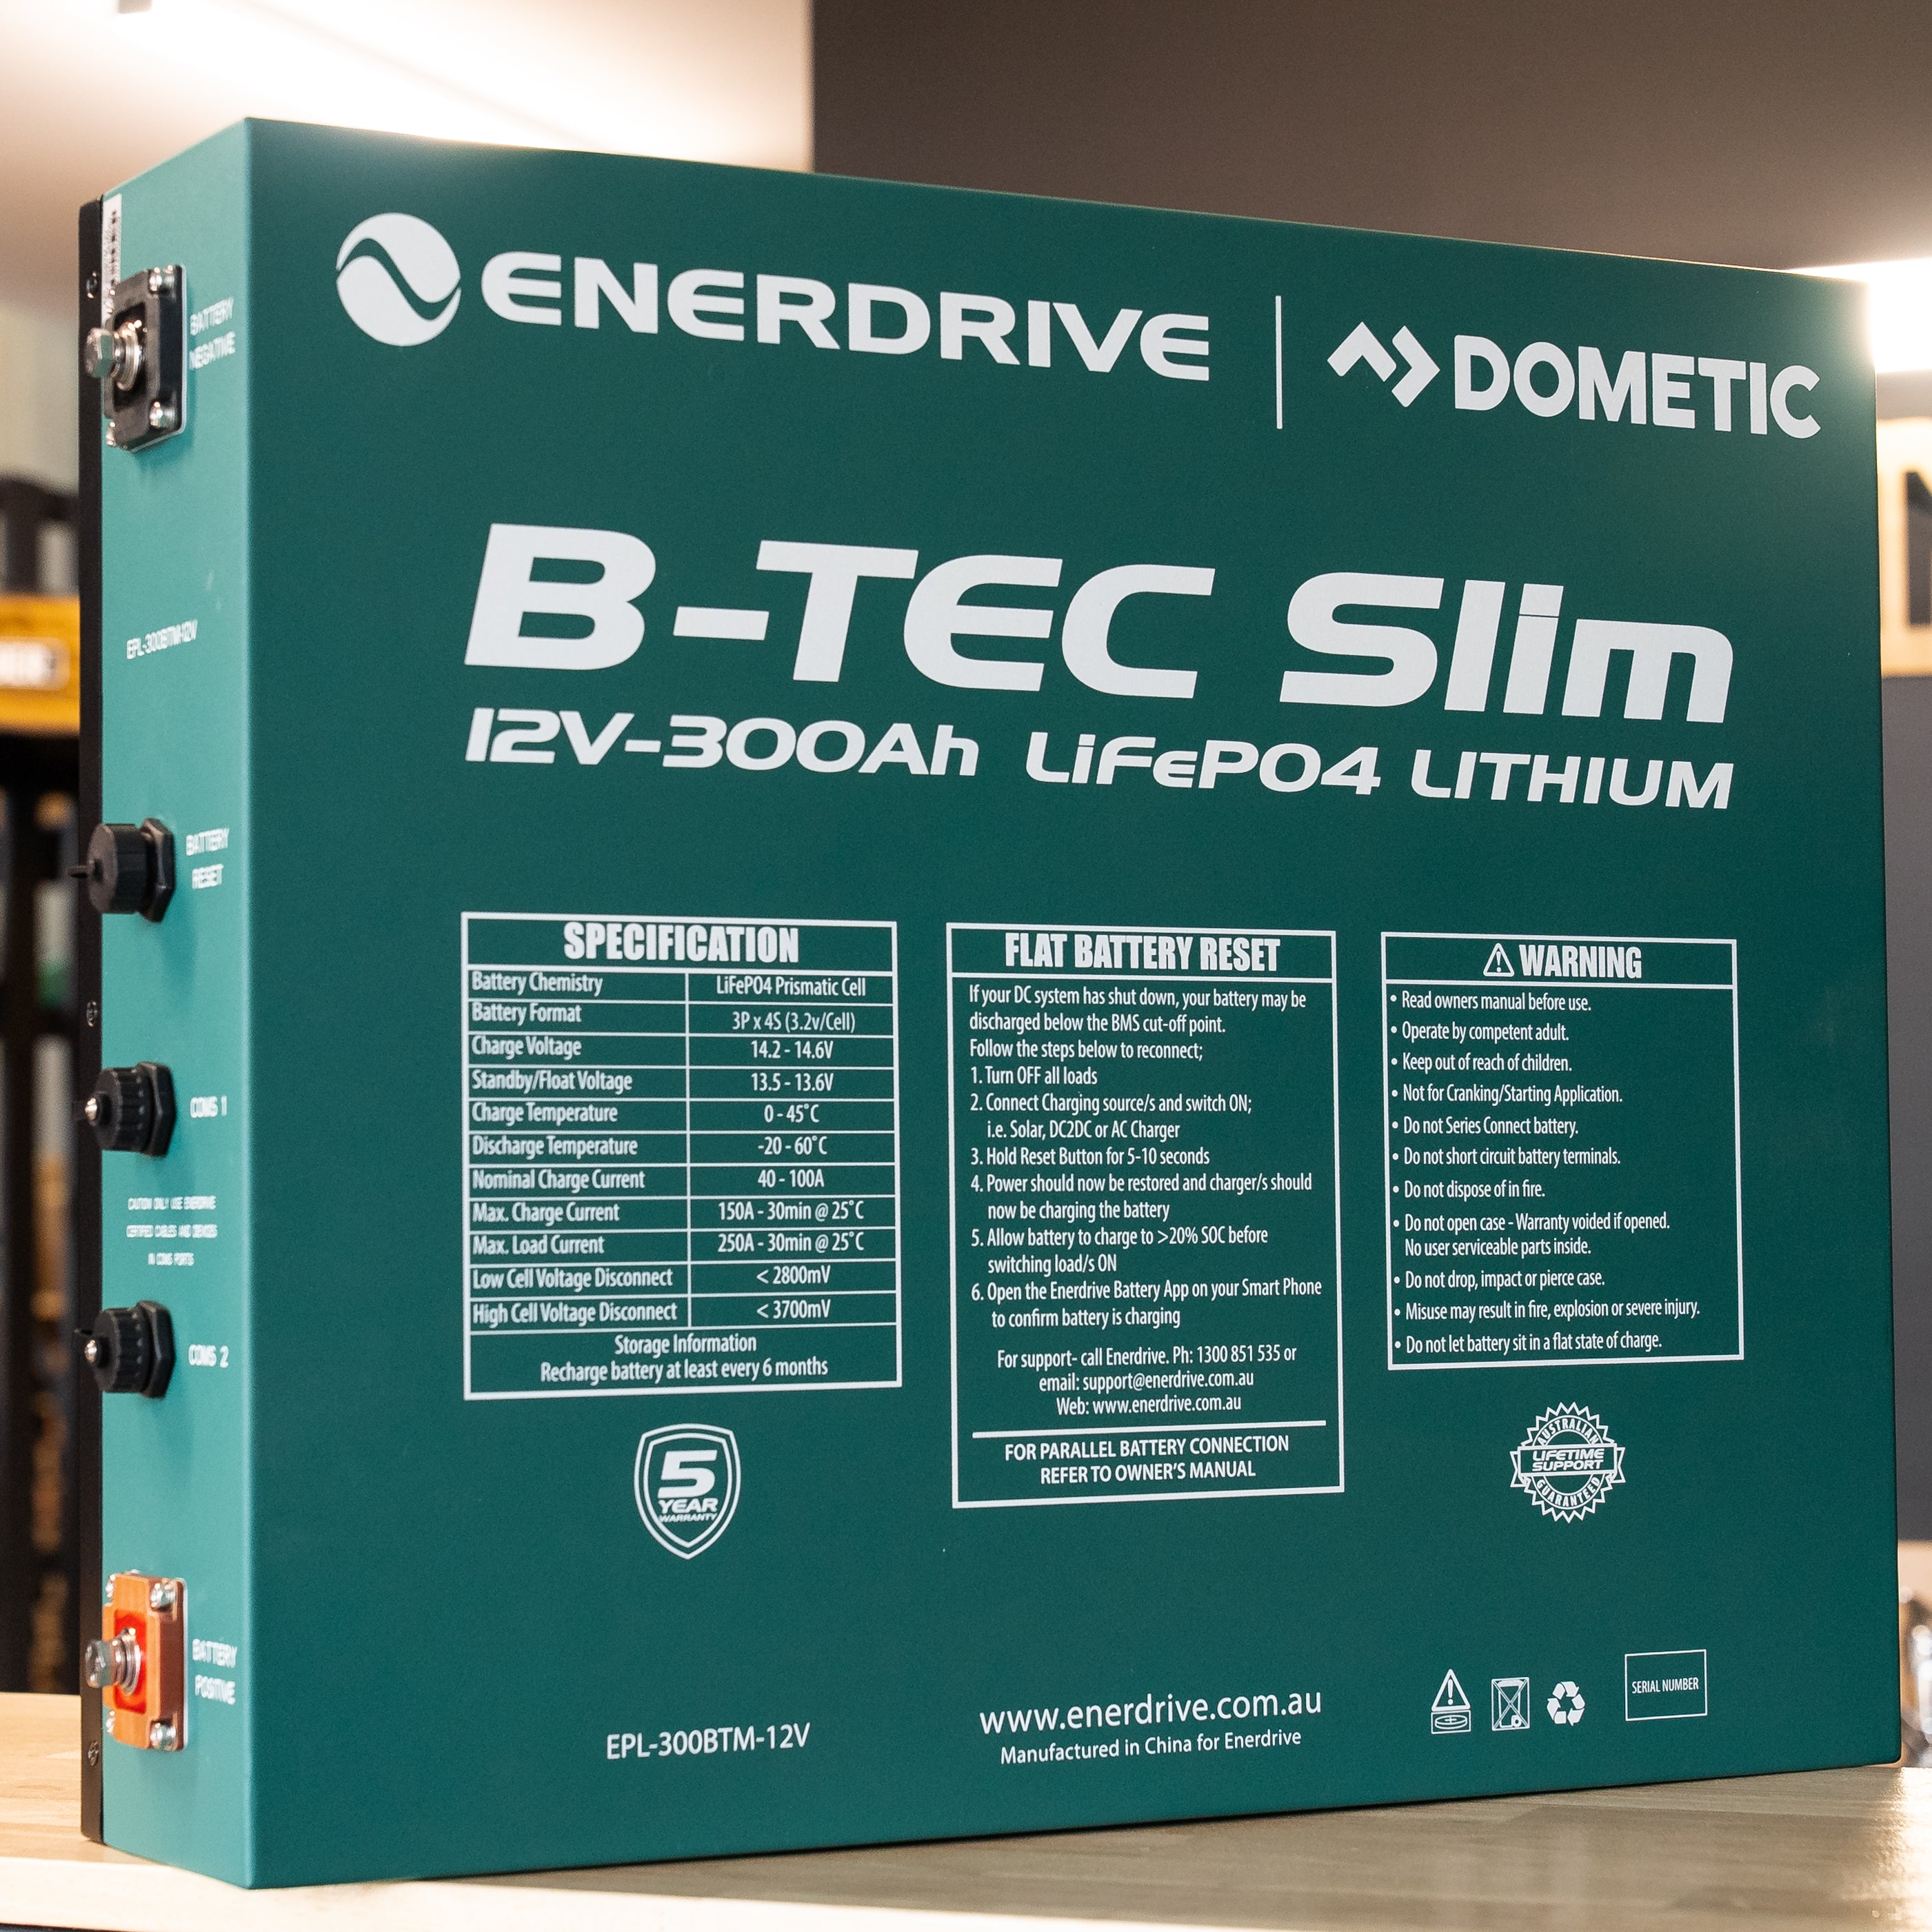 ENERDRIVE | DOMETIC
B-TEC Slim
12V-300Ah LiFePO4 LITHIUM
SPECIFICATION
Battery Chemistry LiFePO4 Prismatic Cell
Battery Format 3P x 4S (3.2v/Cell)
Charge Voltage 14.2 - 14.6V
Standby/Float Voltage 13.5 - 13.6V
Charge Temperature 0 - 45˚C
Discharge Temperature -20 - 60˚C
Nominal Charge Current 40 - 100A
Max. Charge Current 150A - 30min @ 25˚C
Max. Load Current 250A - 30min @ 25˚C
Low Cell Voltage Disconnect < 2800mV
High Cell Voltage Disconnect < 3700mV
Storage Information
Recharge battery at least every 6 months
5
YEAR
WARRANTY
FLAT BATTERY RESET
If your DC system has shut down, your battery may be
discharged below the BMS cut-off point.
Follow the steps below to reconnect;
1. Turn OFF all loads
2. Connect Charging source/s and switch ON;
i.e. Solar, DC2DC or AC Charger
3. Hold Reset Button for 5-10 seconds
4. Power should now be restored and charger/s should
now be charging the battery
5. Allow battery to charge to >20% SOC before
switching load/s ON
6. Open the Enerdrive Battery App on your Smart Phone
to confirm battery is charging
For support- call Enerdrive. Ph: 1300 851 535 or
email: support@enerdrive.com.au
Web: www.enerdrive.com.au
FOR PARALLEL BATTERY CONNECTION
REFER TO OWNER'S MANUAL
WARNING
• Read owners manual before use.
• Operate by competent adult.
• Keep out of reach of children.
• Not for Cranking/Starting Application.
• Do not Series Connect battery.
• Do not short circuit battery terminals.
• Do not dispose of in fire.
• Do not open case - Warranty voided if opened.
No user serviceable parts inside.
• Do not drop, impact or pierce case.
• Misuse may result in fire, explosion or severe injury.
• Do not let battery sit in a flat state of charge.
AUSTRALIAN
LIFETIME
SUPPORT
GUARANTEED
EPL-300BTM-12V
www.enerdrive.com.au
Manufactured in China for Enerdrive
SERIAL NUMBER
BATTERY
NEGATIVE
EPL-300BTM-12V
BATTERY
RESET
COMS 1
CAUTION ONLY USE ENERDRIVE
CERTIFIED CABLES AND DEVICES
IN COMS PORTS
COMS 2
BATTERY
POSITIVE